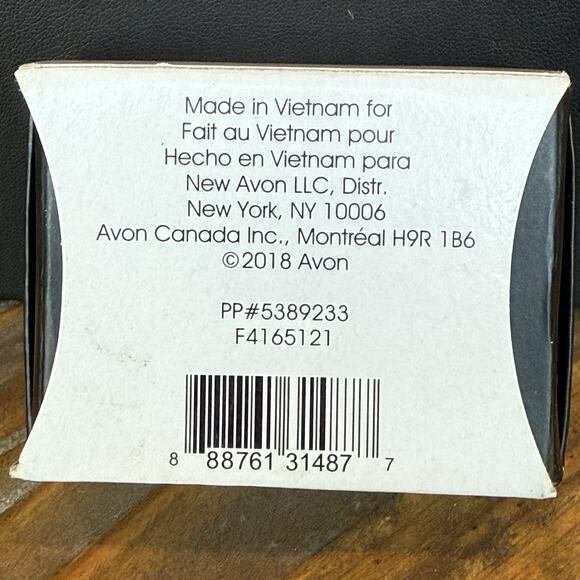 Made in Vietnam for
Fait au Vietnam pour
Hecho en Vietnam para
New Avon LLC, Distr.
New York, NY 10006
Avon Canada Inc., Montréal H9R 1B6
©2018 Avon
PP#5389233
F4165121
8 88761 31487 7